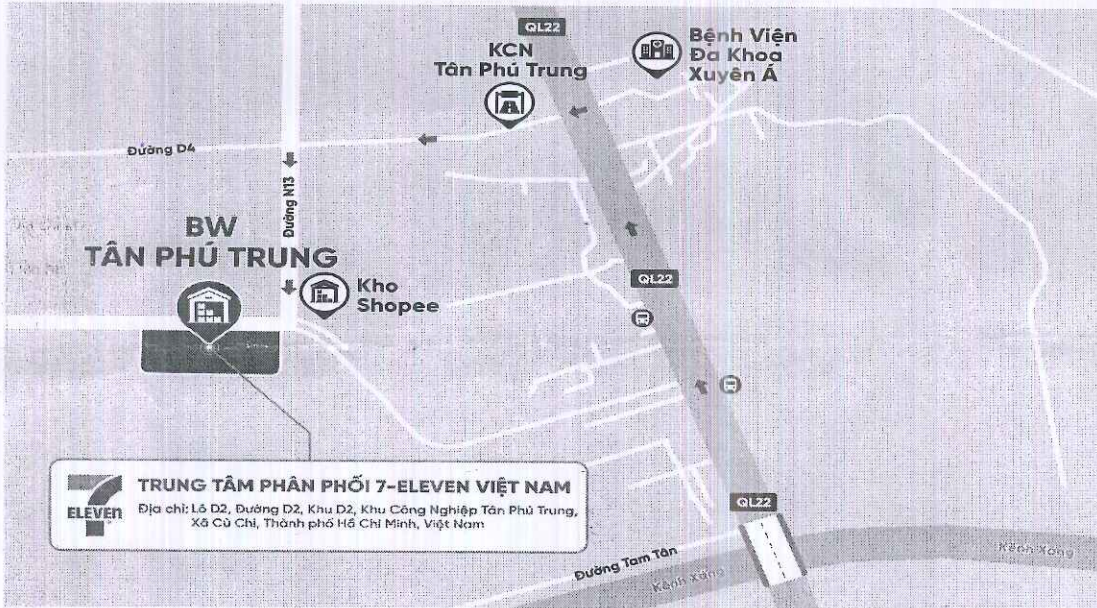 QL22
KCN
Tân Phú Trung
Bệnh Viện
Đa Khoa
Xuyên Á
Đường D4
Đường N13
BW
TÂN PHÚ TRUNG
Kho
Shopee
QL22
7
ELEVEn
TRUNG TÂM PHÂN PHỐI 7-ELEVEN VIỆT NAM
Địa chỉ: Lô D2, Đường D2, Khu D2, Khu Công Nghiệp Tân Phú Trung,
Xã Củ Chi, Thành phố Hồ Chí Minh, Việt Nam
QL22
Đường Tam Tân
Kênh Xáng
Kênh Xáng